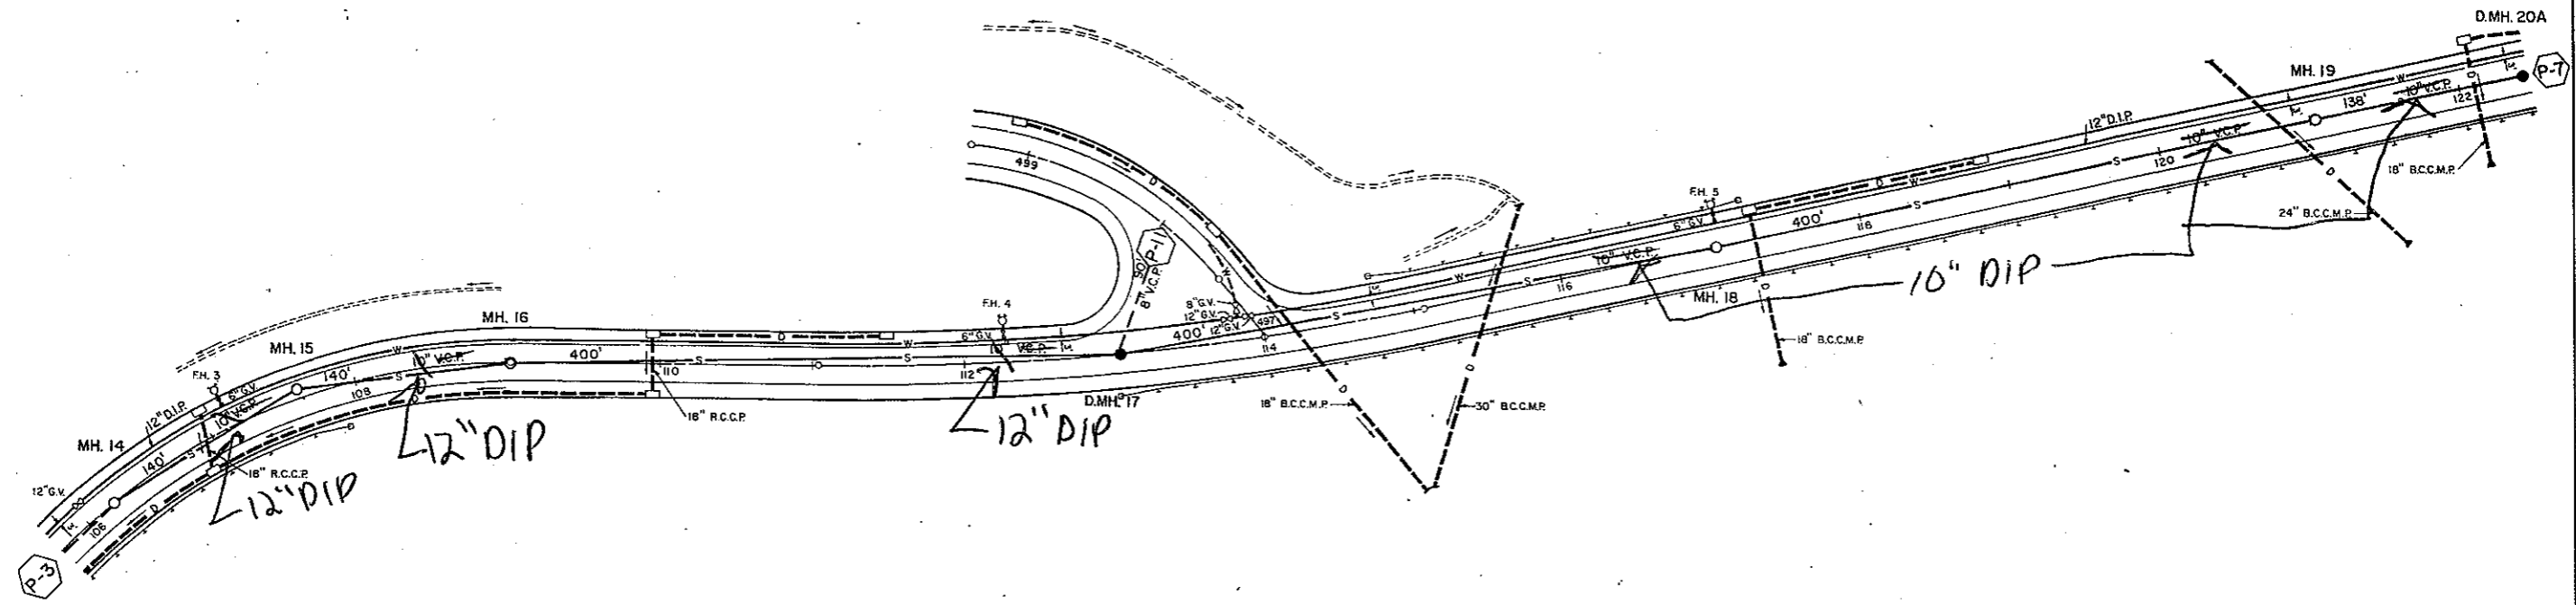 D.MH. 20A
P-7
MH. 19
138'
10" V.C.P.
122
12" D.I.P.
W
10" V.C.P.
S
120
D
18" B.C.C.M.P.
24" B.C.C.M.P.
D
F.H. 5
6" G.V.
D
W
400'
118
S
10" V.C.P.
MH. 18
10" DIP
D
18" B.C.C.M.P.
499
D
P-11
90'
8" V.C.P.
W
8" G.V.
12" G.V.
12" G.V.
497
400'
S
114
W
S
116
D
D
18" B.C.C.M.P.
30" B.C.C.M.P.
F.H. 4
6" G.V.
V.C.P.
112
D.MH. 17
12" DIP
MH. 16
400'
D
W
S
S
110
18" R.C.C.P.
MH. 15
W
10" V.C.P.
140'
108
S
D
12" DIP
F.H. 3
6" G.V.
12" D.I.P.
10" V.C.P.
MH. 14
140'
S
18" R.C.C.P.
12" DIP
12" G.V.
106
D
P-3